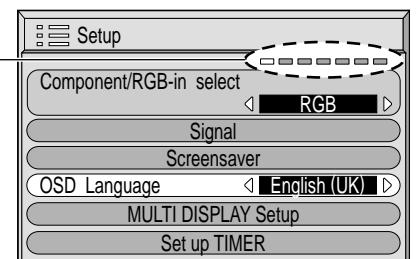 Setup
Component/RGB-in select
RGB
Signal
Screensaver
OSD Language
English (UK)
MULTI DISPLAY Setup
Set up TIMER